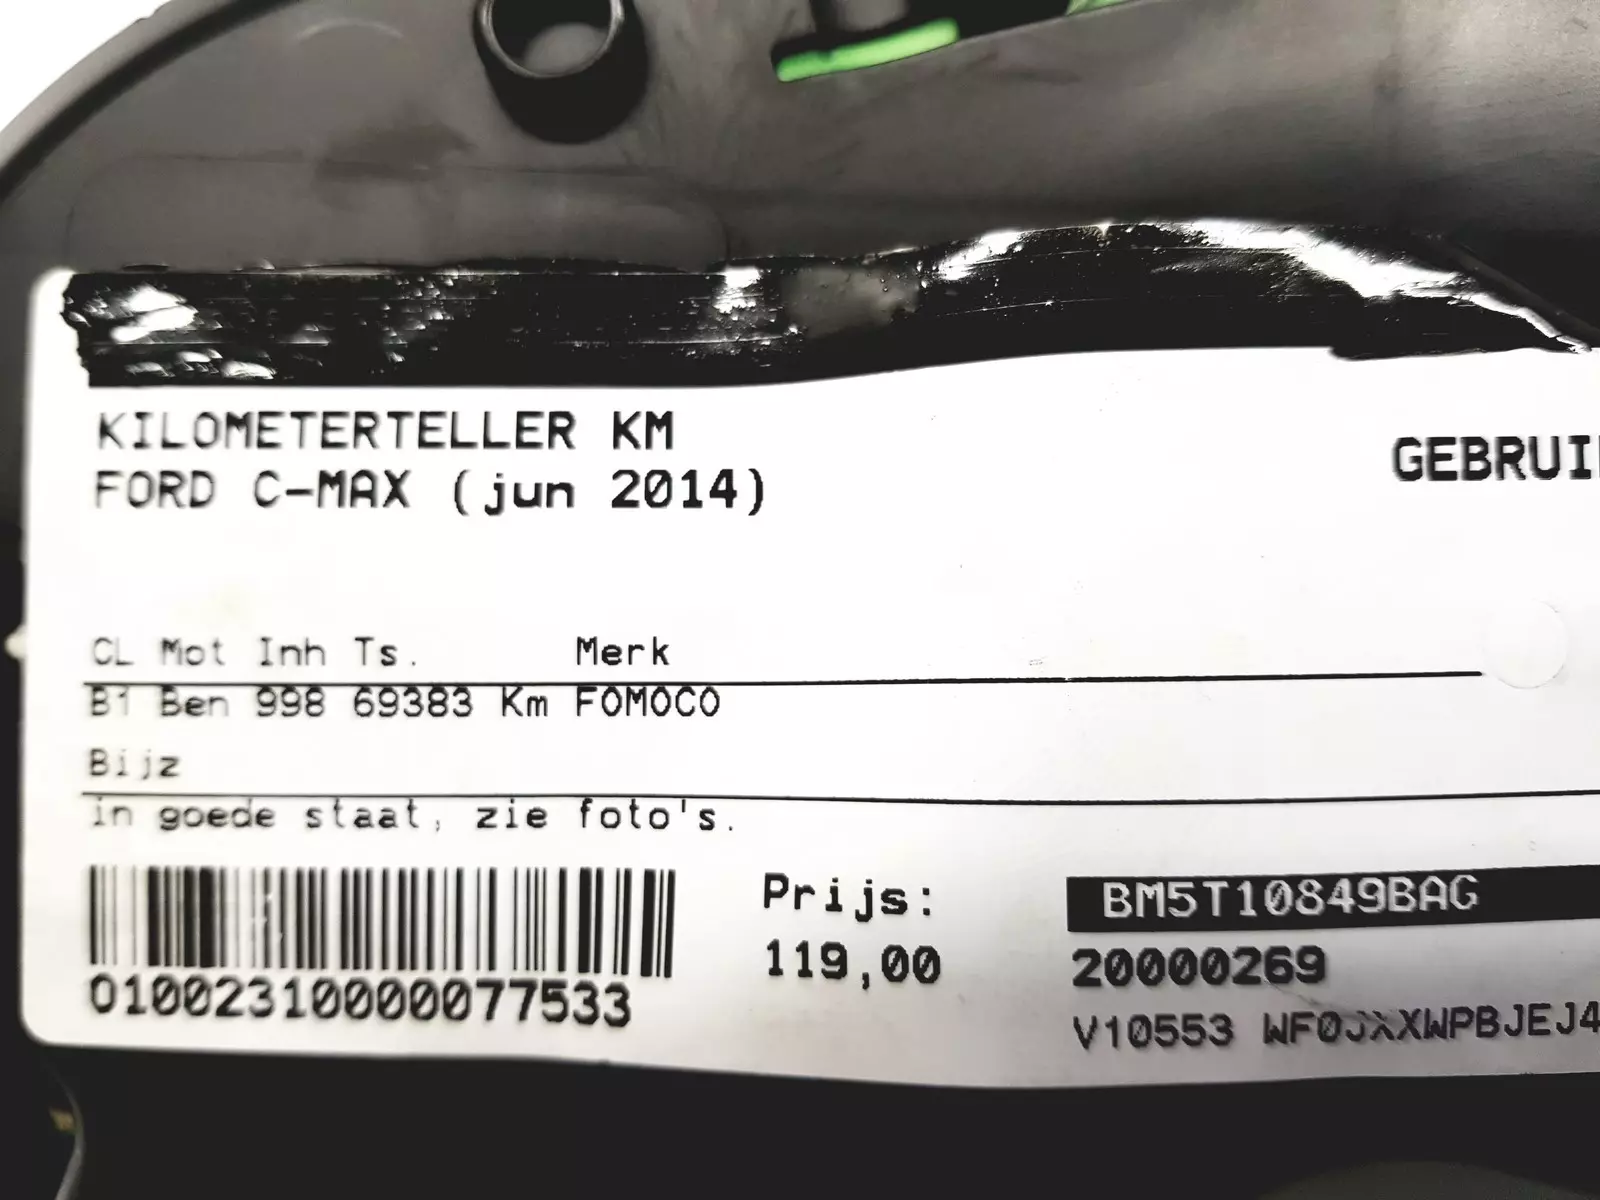 KILOMETERTELLER KM
FORD C-MAX (jun 2014)
GEBRUI
CL Mot Inh Ts. Merk
B1 Ben 998 69383 Km FOMOCO
Bijz
in goede staat, zie foto's.
01002310000077533
Prijs:
119,00
BM5T10849BAG
20000269
V10553 WF0JXXWPBJEJ4